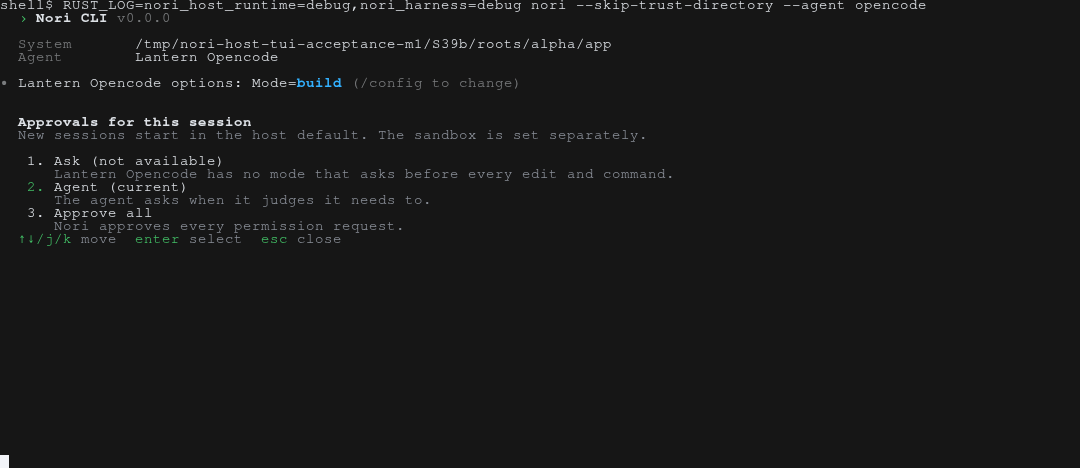 shell$ RUST_LOG=nori_host_runtime=debug,nori_harness=debug nori --skip-trust-directory --agent opencode
› Nori CLI v0.0.0
System /tmp/nori-host-tui-acceptance-m1/S39b/roots/alpha/app
Agent Lantern Opencode
• Lantern Opencode options: Mode=build (/config to change)
Approvals for this session
New sessions start in the host default. The sandbox is set separately.
1. Ask (not available)
Lantern Opencode has no mode that asks before every edit and command.
2. Agent (current)
The agent asks when it judges it needs to.
3. Approve all
Nori approves every permission request.
↑↓/j/k move enter select esc close